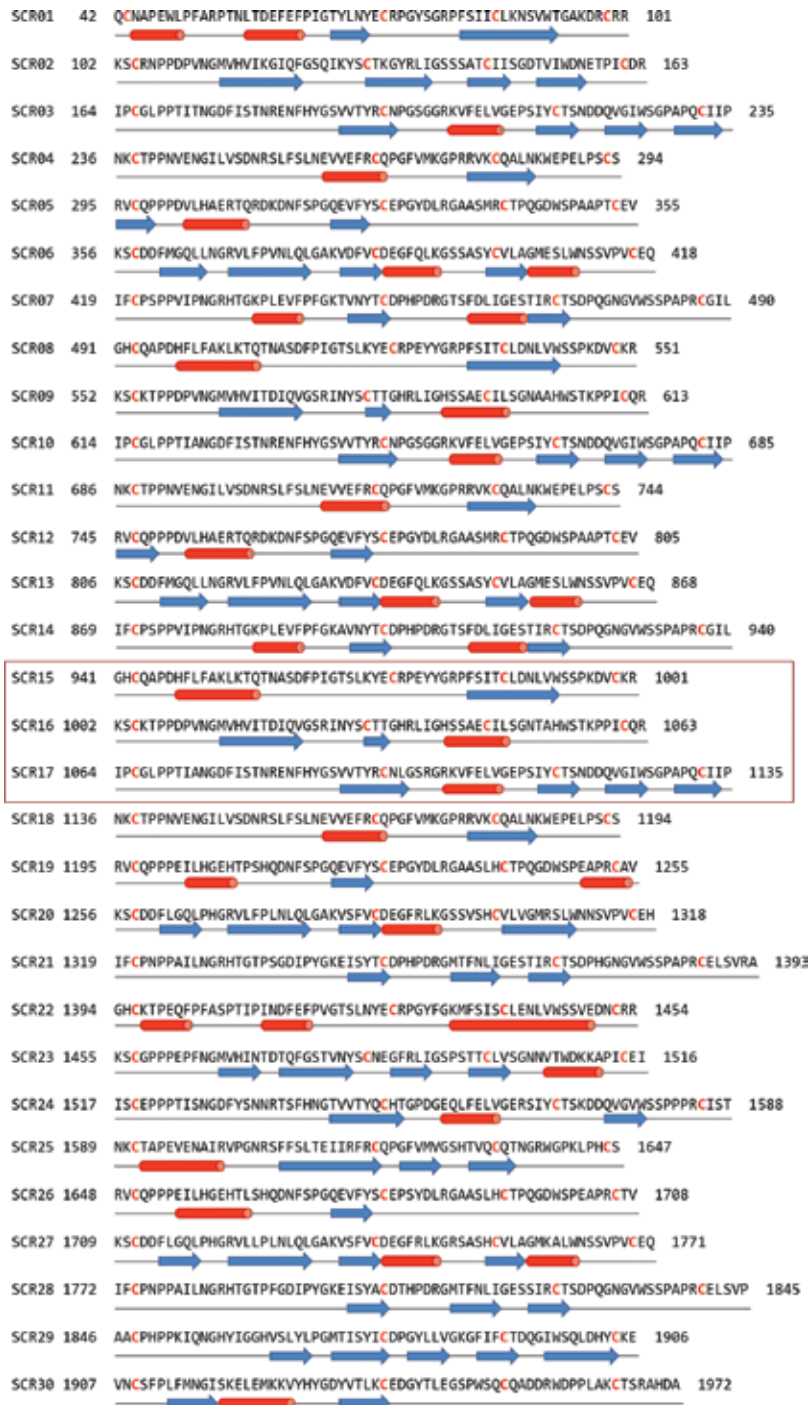 SCR01 42 QCNAPEWLPFARPTNLTDEFEFPIGTYLNYECRPGYSGRPFSIICLKNSVWTGAKDRCRR 101
SCR02 102 KSCRNPPDPVNGMVHVIKGIQFGSQIKYSCTKGYRLIGSSSATCIISGDTVIWDNETPICDR 163
SCR03 164 IPCGLPPTITNGDFISTNRENFHYGSVVTYRCNPGSGGRKVFELVGEPSIYCTSNDDQVGIWSGPAPQCIIP 235
SCR04 236 NKCTPPNVENGILVSDNRSLFSLNEVVEFRCQPGFVMKGPRRVKCQALNKWEPELPSCS 294
SCR05 295 RVCQPPPDVLHAERTQRDKDNFSPGQEVFYSCEPGYDLRGAASMRCTPQGDWSPAAPTCEV 355
SCR06 356 KSCDDFMGQLLNGRVLFPVNLQLGAKVDFVCDEGFQLKGSSASYCVLAGMESLWNSSVPVCEQ 418
SCR07 419 IFCPSPPVIPNGRHTGKPLEVFPFGKTVNYTCDPHPDRGTSFDLIGESTIRCTSDPQGNGVWSSPAPRCGIL 490
SCR08 491 GHCQAPDHFLFAKLKTQTNASDFPIGTSLKYECRPEYYGRPFSITCLDNLVWSSPKDVCKR 551
SCR09 552 KSCKTPPDPVNGMVHVITDIQVGSRINYSCTTGHRLIGHSSAECILSGNAAHWSTKPPICQR 613
SCR10 614 IPCGLPPTIANGDFISTNRENFHYGSVVTYRCNPGSGGRKVFELVGEPSIYCTSNDDQVGIWSGPAPQCIIP 685
SCR11 686 NKCTPPNVENGILVSDNRSLFSLNEVVEFRCQPGFVMKGPRRVKCQALNKWEPELPSCS 744
SCR12 745 RVCQPPPDVLHAERTQRDKDNFSPGQEVFYSCEPGYDLRGAASMRCTPQGDWSPAAPTCEV 805
SCR13 806 KSCDDFMGQLLNGRVLFPVNLQLGAKVDFVCDEGFQLKGSSASYCVLAGMESLWNSSVPVCEQ 868
SCR14 869 IFCPSPPVIPNGRHTGKPLEVFPFGKAVNYTCDPHPDRGTSFDLIGESTIRCTSDPQGNGVWSSPAPRCGIL 940
SCR15 941 GHCQAPDHFLFAKLKTQTNASDFPIGTSLKYECRPEYYGRPFSITCLDNLVWSSPKDVCKR 1001
SCR16 1002 KSCKTPPDPVNGMVHVITDIQVGSRINYSCTTGHRLIGHSSAECILSGNTAHWSTKPPICQR 1063
SCR17 1064 IPCGLPPTIANGDFISTNRENFHYGSVVTYRCNLGSRGRKVFELVGEPSIYCTSNDDQVGIWSGPAPQCIIP 1135
SCR18 1136 NKCTPPNVENGILVSDNRSLFSLNEVVEFRCQPGFVMKGPRRVKCQALNKWEPELPSCS 1194
SCR19 1195 RVCQPPPEILHGEHTPSHQDNFSPGQEVFYSCEPGYDLRGAASLHCTPQGDWSPEAPRCAV 1255
SCR20 1256 KSCDDFLGQLPHGRVLFPLNLQLGAKVSFVCDEGFRLKGSSVSHCVLVGMRSLWNNSVPVCEH 1318
SCR21 1319 IFCPNPPAILNGRHTGTPSGDIPYGKEISYTCDPHPDRGMTFNLIGESTIRCTSDPHGNGVWSSPAPRCELSVRA 1393
SCR22 1394 GHCKTPEQFPFASPTIPINDFEFPVGTSLNYECRPGYFGKMFSISCLENLVWSSVEDNCRR 1454
SCR23 1455 KSCGPPPEPFNGMVHINTDTQFGSTVNYSCNEGFRLIGSPSTTCLVSGNNVTWDKKAPICEI 1516
SCR24 1517 ISCEPPPTISNGDFYSNNRTSFHNGTVVTYQCHTGPDGEQLFELVGERSIYCTSKDDQVGVWSSPPPRCIST 1588
SCR25 1589 NKCTAPEVENAIRVPGNRSFFSLTEIIRFRCQPGFVMVGSHTVQCQTNGRWGPKLPHCS 1647
SCR26 1648 RVCQPPPEILHGEHTLSHQDNFSPGQEVFYSCEPSYDLRGAASLHCTPQGDWSPEAPRCTV 1708
SCR27 1709 KSCDDFLGQLPHGRVLLPLNLQLGAKVSFVCDEGFRLKGRSASHCVLAGMKALWNSSVPVCEQ 1771
SCR28 1772 IFCPNPPAILNGRHTGTPFGDIPYGKEISYACDTHPDRGMTFNLIGESSIRCTSDPQGNGVWSSPAPRCELSVP 1845
SCR29 1846 AACPHPPKIQNGHYIGGHVSLYLPGMTISYICDPGYLLVGKGFIFCTDQGIWSQLDHYCKE 1906
SCR30 1907 VNCSFPLFMNGISKELEMKKVYHYGDYVTLKCEDGYTLEGSPWSQCQADDRWDPPLAKCTSRAHDA 1972